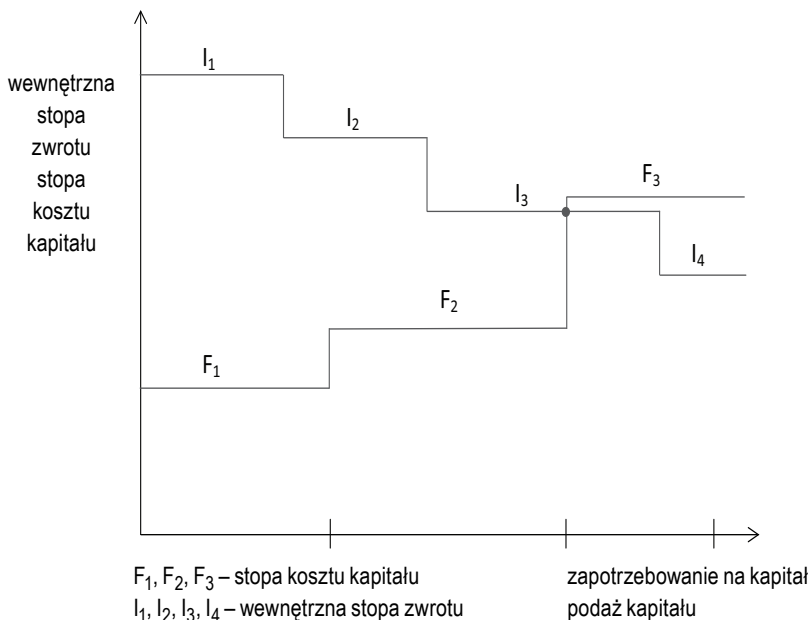 I₁
wewnętrzna
stopa
zwrotu
stopa
kosztu
kapitału
I₂
F₃
I₃
I₄
F₂
F₁
F₁, F₂, F₃ – stopa kosztu kapitału
I₁, I₂, I₃, I₄ – wewnętrzna stopa zwrotu
zapotrzebowanie na kapitał
podaż kapitału